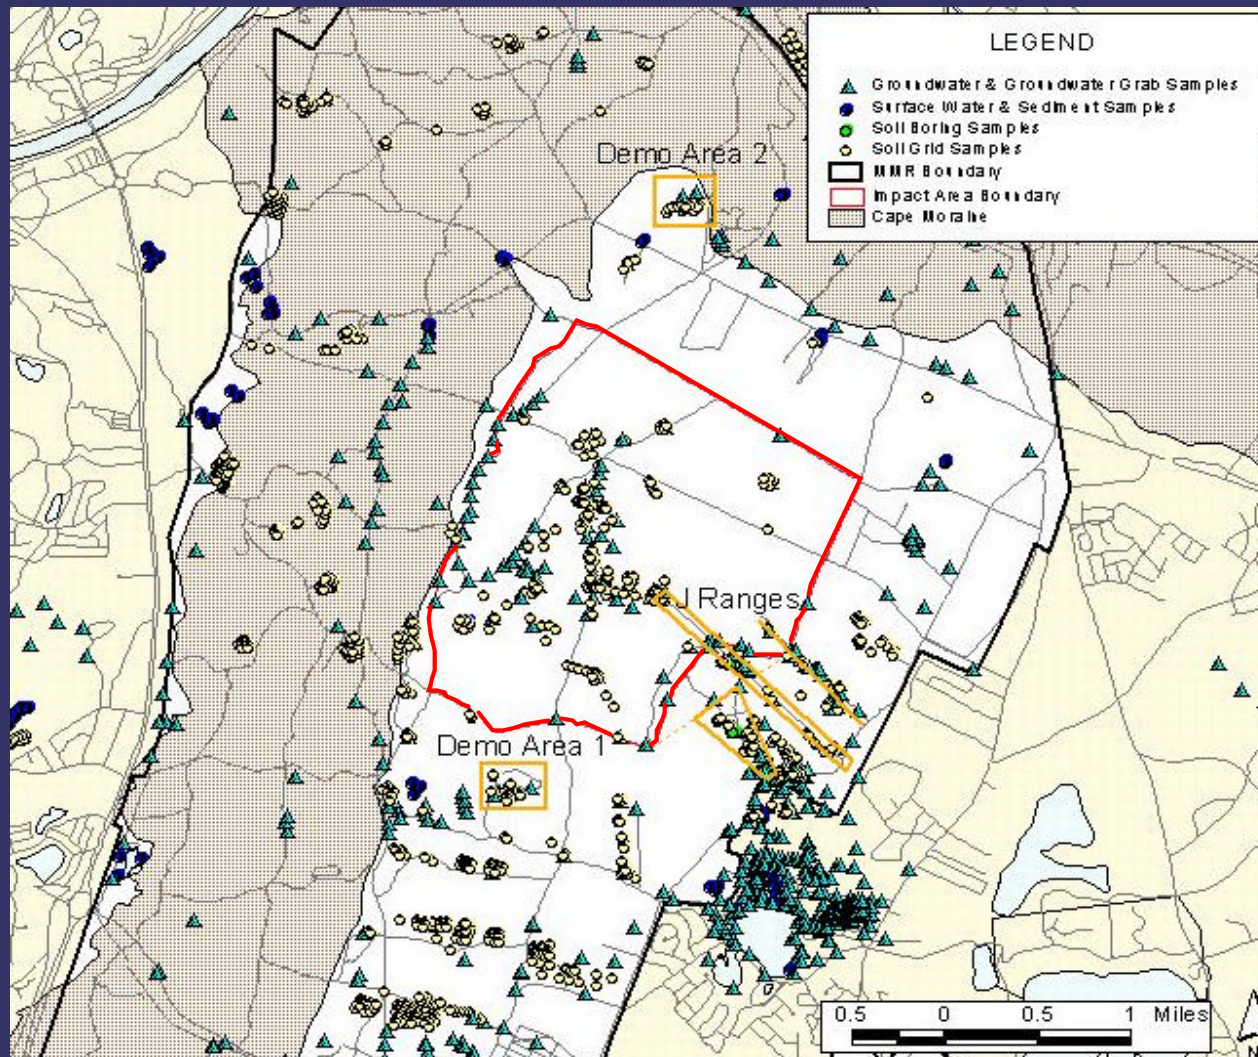 LEGEND
Groundwater & Groundwater Grab Samples
Surface Water & Sediment Samples
Soil Boring Samples
Soil Grid Samples
MMR Boundary
Impact Area Boundary
Cape Moraine
Demo Area 2
J Ranges
Demo Area 1
0.5 0 0.5 1 Miles
N